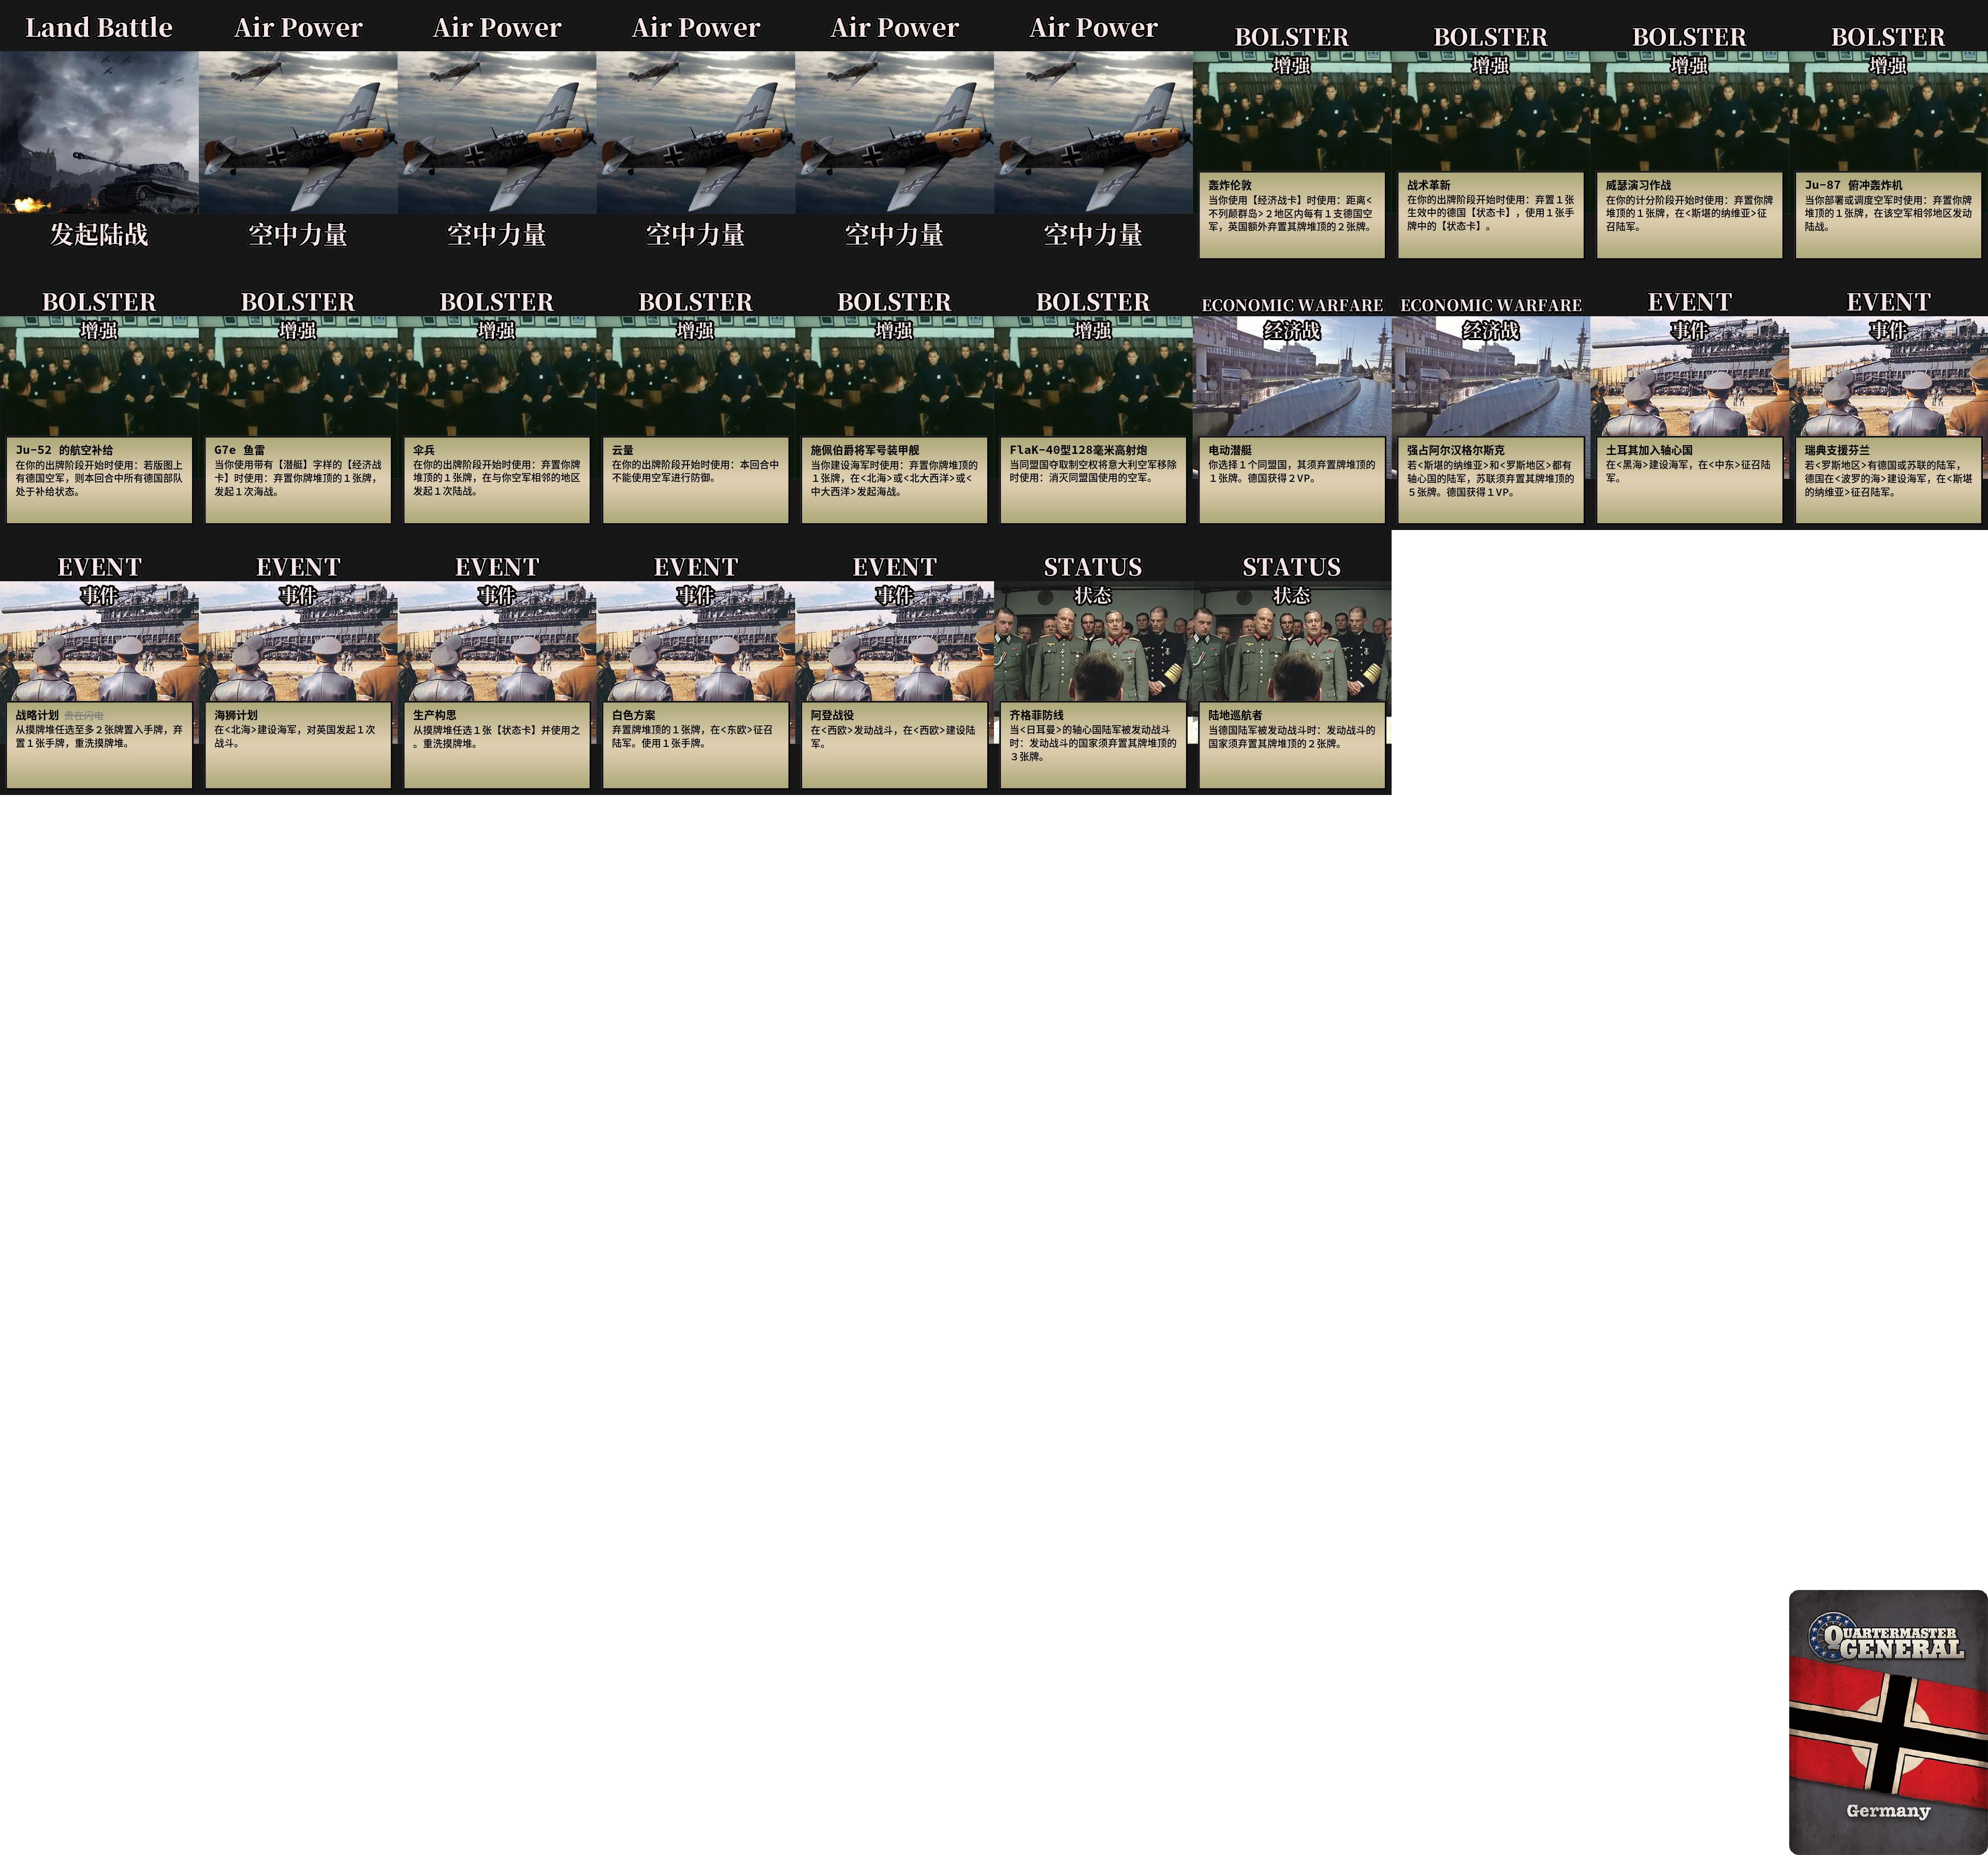 Land Battle
发起陆战
Air Power
空中力量
Air Power
空中力量
Air Power
空中力量
Air Power
空中力量
Air Power
空中力量
BOLSTER
增强
轰炸伦敦
当你使用【经济战卡】时使用：距离<
不列颠群岛>２地区内每有１支德国空
军，英国额外弃置其牌堆顶的２张牌。
BOLSTER
增强
战术革新
在你的出牌阶段开始时使用：弃置１张
生效中的德国【状态卡】，使用１张手
牌中的【状态卡】。
BOLSTER
增强
威瑟演习作战
在你的计分阶段开始时使用：弃置你牌
堆顶的１张牌，在<斯堪的纳维亚>征
召陆军。
BOLSTER
增强
Ju-87 俯冲轰炸机
当你部署或调度空军时使用：弃置你牌
堆顶的１张牌，在该空军相邻地区发动
陆战。
BOLSTER
增强
Ju-52 的航空补给
在你的出牌阶段开始时使用：若版图上
有德国空军，则本回合中所有德国部队
处于补给状态。
BOLSTER
增强
G7e 鱼雷
当你使用带有【潜艇】字样的【经济战
卡】时使用：弃置你牌堆顶的１张牌，
发起１次海战。
BOLSTER
增强
伞兵
在你的出牌阶段开始时使用：弃置你牌
堆顶的１张牌，在与你空军相邻的地区
发起１次陆战。
BOLSTER
增强
云量
在你的出牌阶段开始时使用：本回合中
不能使用空军进行防御。
BOLSTER
增强
施佩伯爵将军号装甲舰
当你建设海军时使用：弃置你牌堆顶的
１张牌，在<北海>或<北大西洋>或<
中大西洋>发起海战。
BOLSTER
增强
FlaK-40型128毫米高射炮
当同盟国夺取制空权将意大利空军移除
时使用：消灭同盟国使用的空军。
ECONOMIC WARFARE
经济战
电动潜艇
你选择１个同盟国，其须弃置牌堆顶的
１张牌。德国获得２VP。
ECONOMIC WARFARE
经济战
强占阿尔汉格尔斯克
若<斯堪的纳维亚>和<罗斯地区>都有
轴心国的陆军，苏联须弃置其牌堆顶的
５张牌。德国获得１VP。
EVENT
事件
土耳其加入轴心国
在<黑海>建设海军，在<中东>征召陆
军。
EVENT
事件
瑞典支援芬兰
若<罗斯地区>有德国或苏联的陆军，
德国在<波罗的海>建设海军，在<斯堪
的纳维亚>征召陆军。
EVENT
事件
战略计划 贵在闪电
从摸牌堆任选至多２张牌置入手牌，弃
置１张手牌，重洗摸牌堆。
EVENT
事件
海狮计划
在<北海>建设海军，对英国发起１次
战斗。
EVENT
事件
生产构思
从摸牌堆任选１张【状态卡】并使用之
。重洗摸牌堆。
EVENT
事件
白色方案
弃置牌堆顶的１张牌，在<东欧>征召
陆军。使用１张手牌。
EVENT
事件
阿登战役
在<西欧>发动战斗，在<西欧>建设陆
军。
STATUS
状态
齐格菲防线
当<日耳曼>的轴心国陆军被发动战斗
时：发动战斗的国家须弃置其牌堆顶的
３张牌。
STATUS
状态
陆地巡航者
当德国陆军被发动战斗时：发动战斗的
国家须弃置其牌堆顶的２张牌。
QUARTERMASTER
GENERAL
Germany